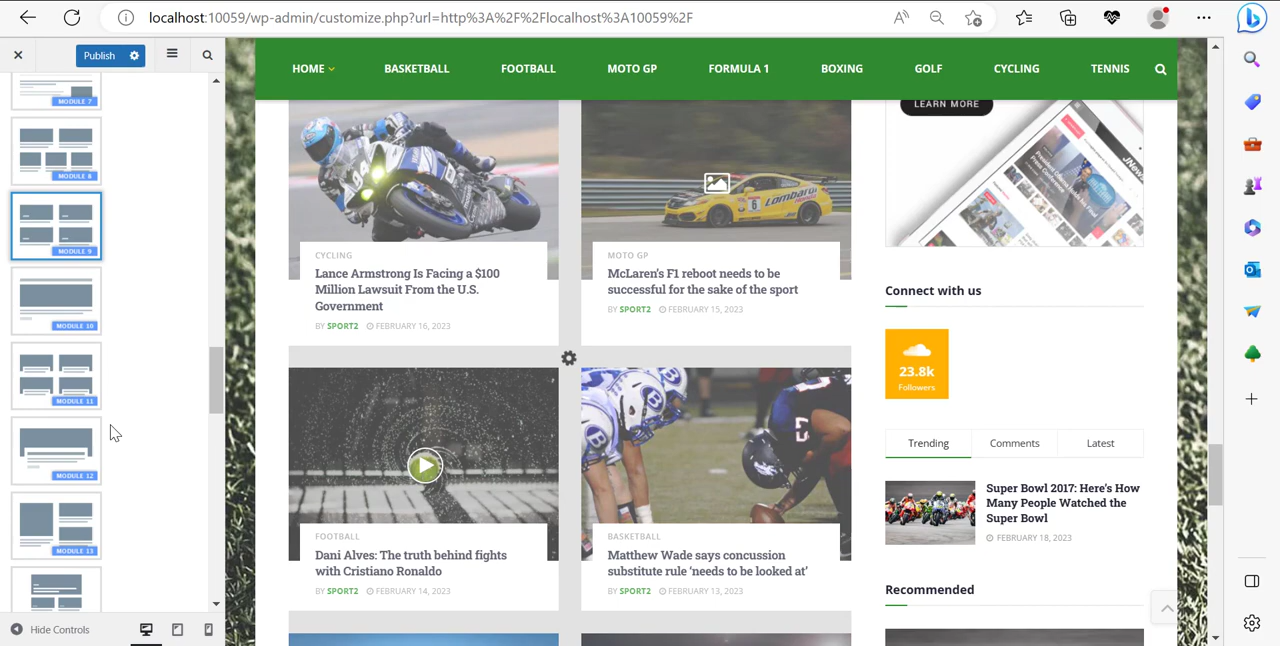 localhost:10059/wp-admin/customize.php?url=http%3A%2F%2Flocalhost%3A10059%2F
Publish
MODULE 7
MODULE 8
MODULE 9
MODULE 10
MODULE 11
MODULE 12
MODULE 13
Hide Controls
HOME BASKETBALL FOOTBALL MOTO GP FORMULA 1 BOXING GOLF CYCLING TENNIS
CYCLING
Lance Armstrong Is Facing a $100
Million Lawsuit From the U.S.
Government
BY SPORT2 FEBRUARY 16, 2023
MOTO GP
McLaren's F1 reboot needs to be
successful for the sake of the sport
BY SPORT2 FEBRUARY 15, 2023
FOOTBALL
Dani Alves: The truth behind fights
with Cristiano Ronaldo
BY SPORT2 FEBRUARY 14, 2023
BASKETBALL
Matthew Wade says concussion
substitute rule 'needs to be looked at'
BY SPORT2 FEBRUARY 13, 2023
LEARN MORE
Connect with us
23.8k
Followers
Trending Comments Latest
Super Bowl 2017: Here's How
Many People Watched the
Super Bowl
FEBRUARY 18, 2023
Recommended